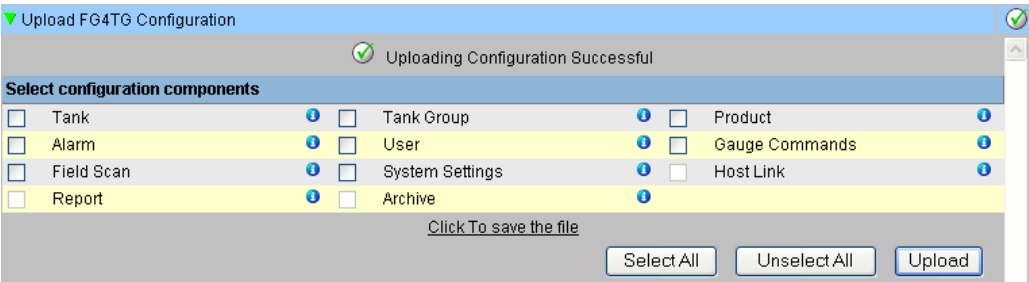 Upload FG4TG Configuration
Uploading Configuration Successful
Select configuration components
Tank Tank Group Product
Alarm User Gauge Commands
Field Scan System Settings Host Link
Report Archive
Click To save the file
Select All Unselect All Upload